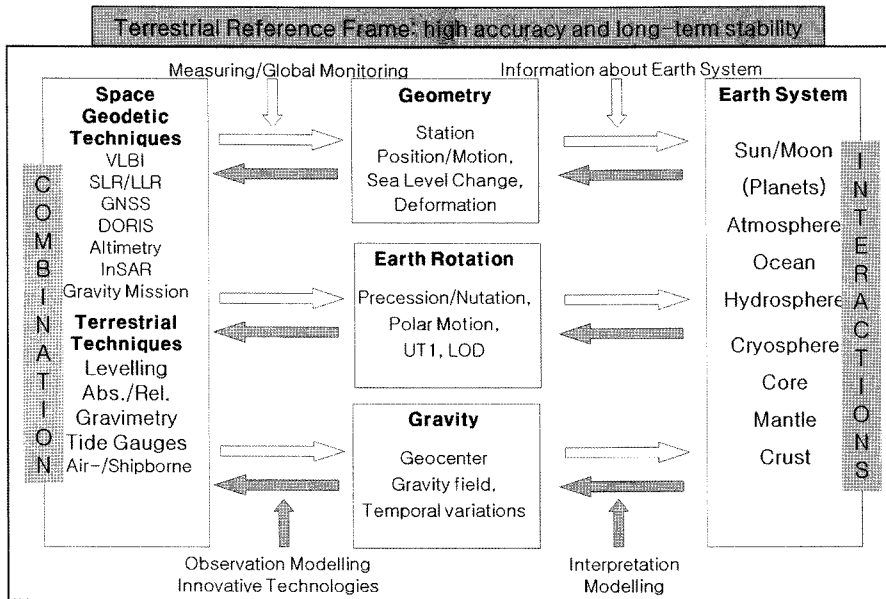 Terrestrial Reference Frame: high accuracy and long-term stability
Measuring/Global Monitoring
Information about Earth System
Space
Geodetic
Techniques
VLBI
SLR/LLR
GNSS
DORIS
Altimetry
InSAR
Gravity Mission
Terrestrial
Techniques
Levelling
Abs./Rel.
Gravimetry
Tide Gauges
Air-/Shipborne
COMBINATION
Geometry
Station
Position/Motion,
Sea Level Change,
Deformation
Earth Rotation
Precession/Nutation,
Polar Motion,
UT1, LOD
Gravity
Geocenter
Gravity field,
Temporal variations
Earth System
Sun/Moon
(Planets)
Atmosphere
Ocean
Hydrosphere
Cryosphere
Core
Mantle
Crust
INTERACTIONS
Observation Modelling
Innovative Technologies
Interpretation
Modelling